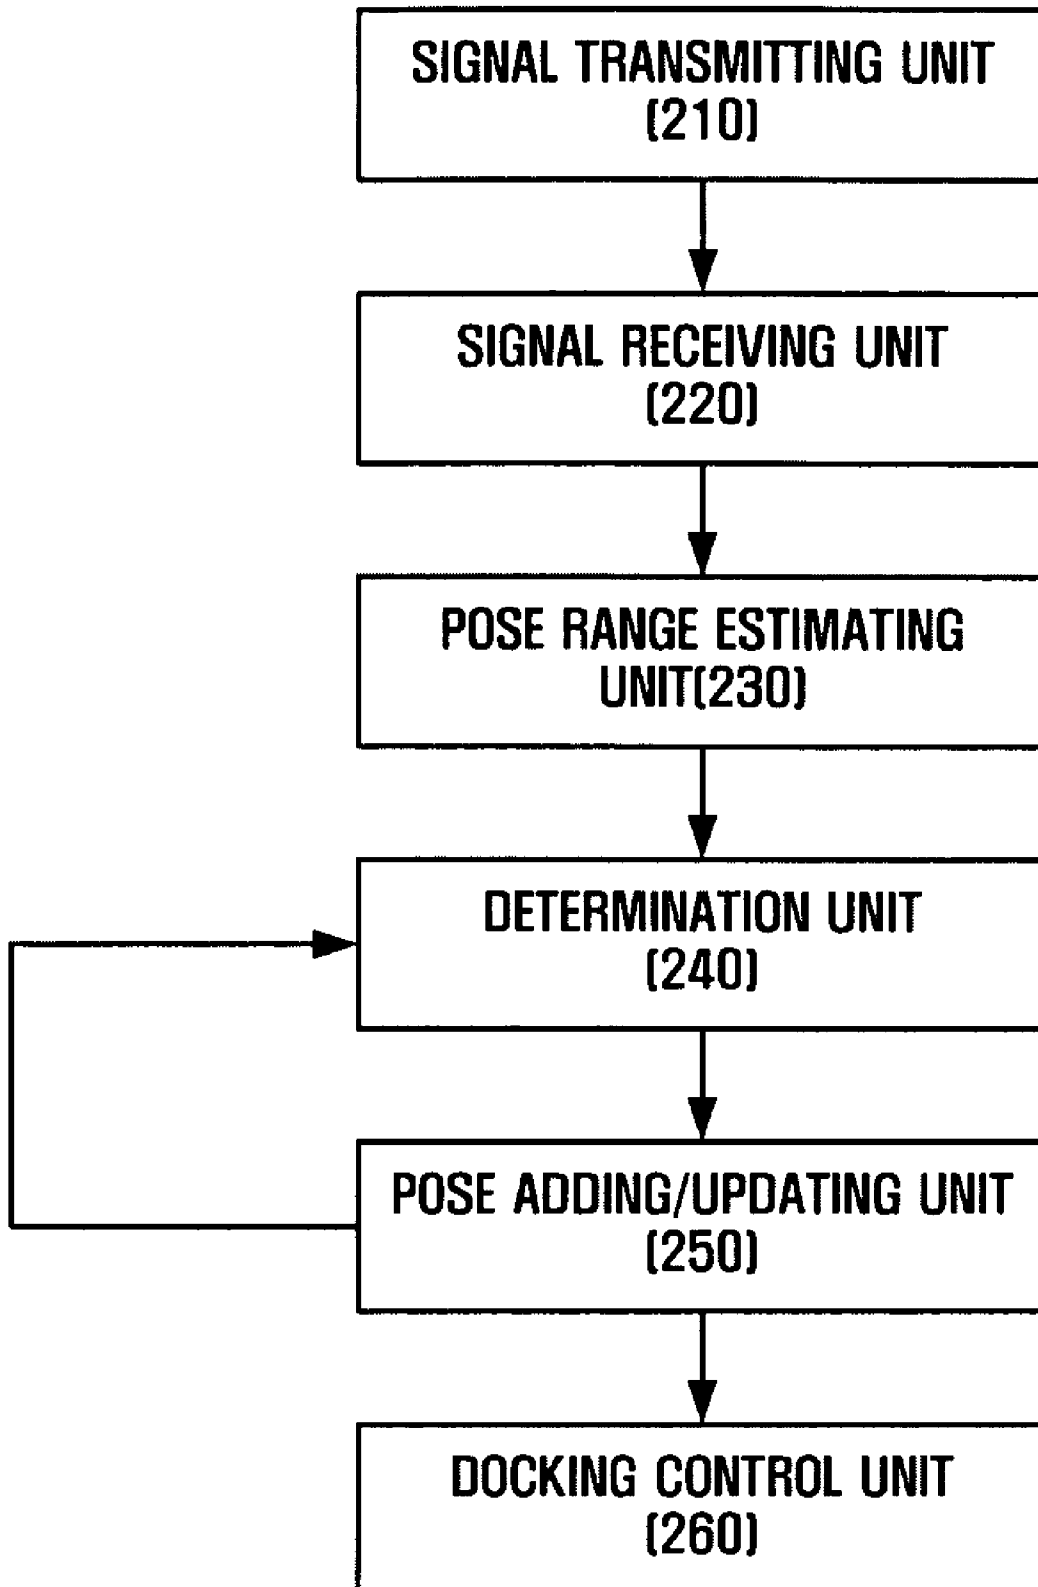 SIGNAL TRANSMITTING UNIT
(210)
SIGNAL RECEIVING UNIT
(220)
POSE RANGE ESTIMATING
UNIT(230)
DETERMINATION UNIT
(240)
POSE ADDING/UPDATING UNIT
(250)
DOCKING CONTROL UNIT
(260)